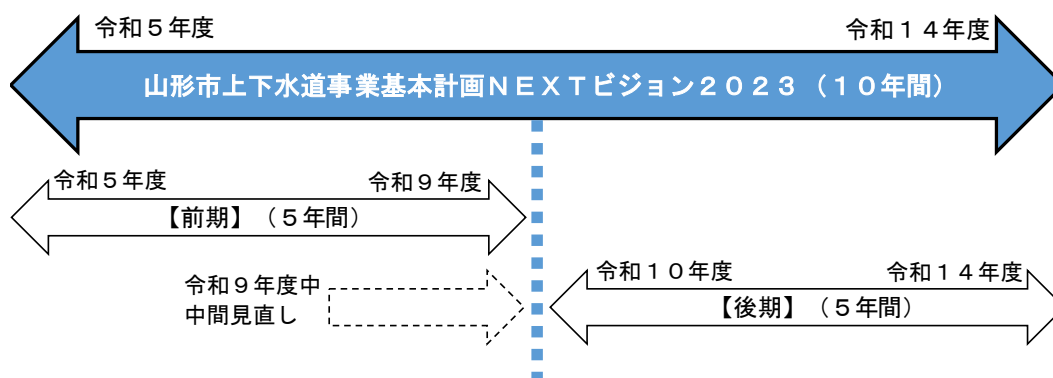 令和５年度
令和１４年度
山形市上下水道事業基本計画ＮＥＸＴビジョン２０２３（１０年間）
令和５年度
令和９年度
【前期】（５年間）
令和９年度中
中間見直し
令和１０年度
令和１４年度
【後期】（５年間）